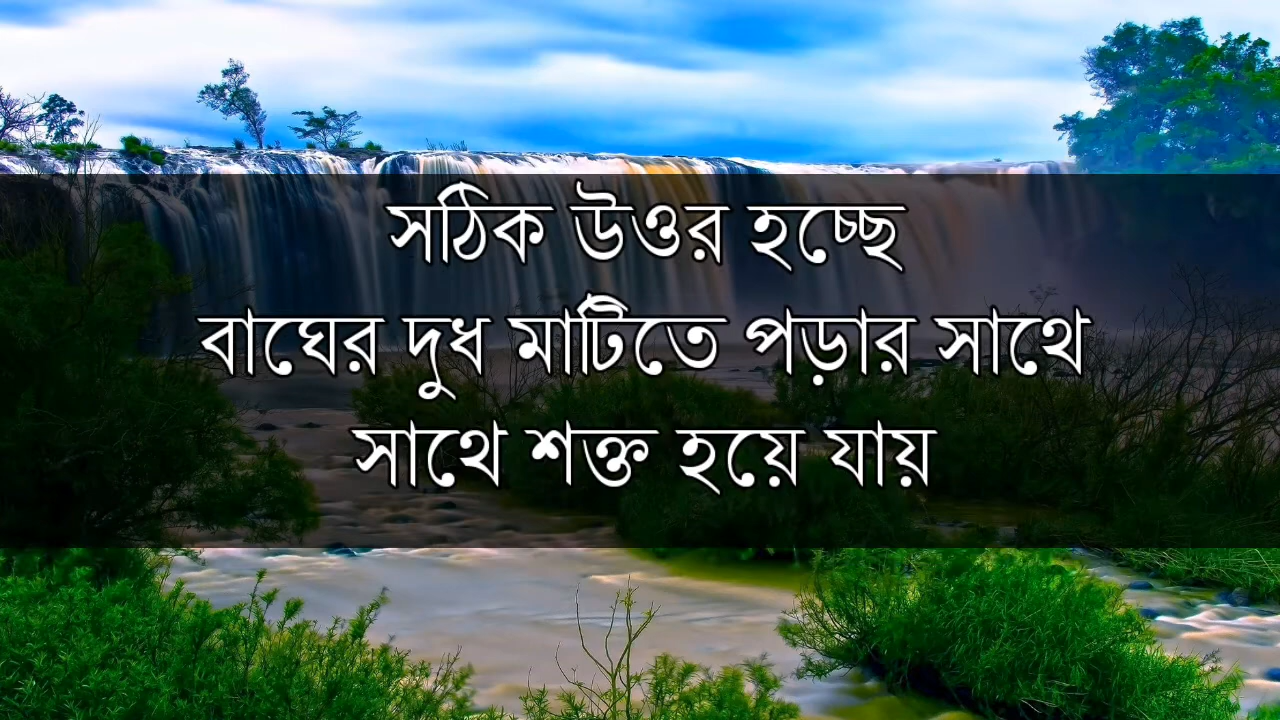 সঠিক উওর হচ্ছে
বাঘের দুধ মাটিতে পড়ার সাথে
সাথে শক্ত হয়ে যায়